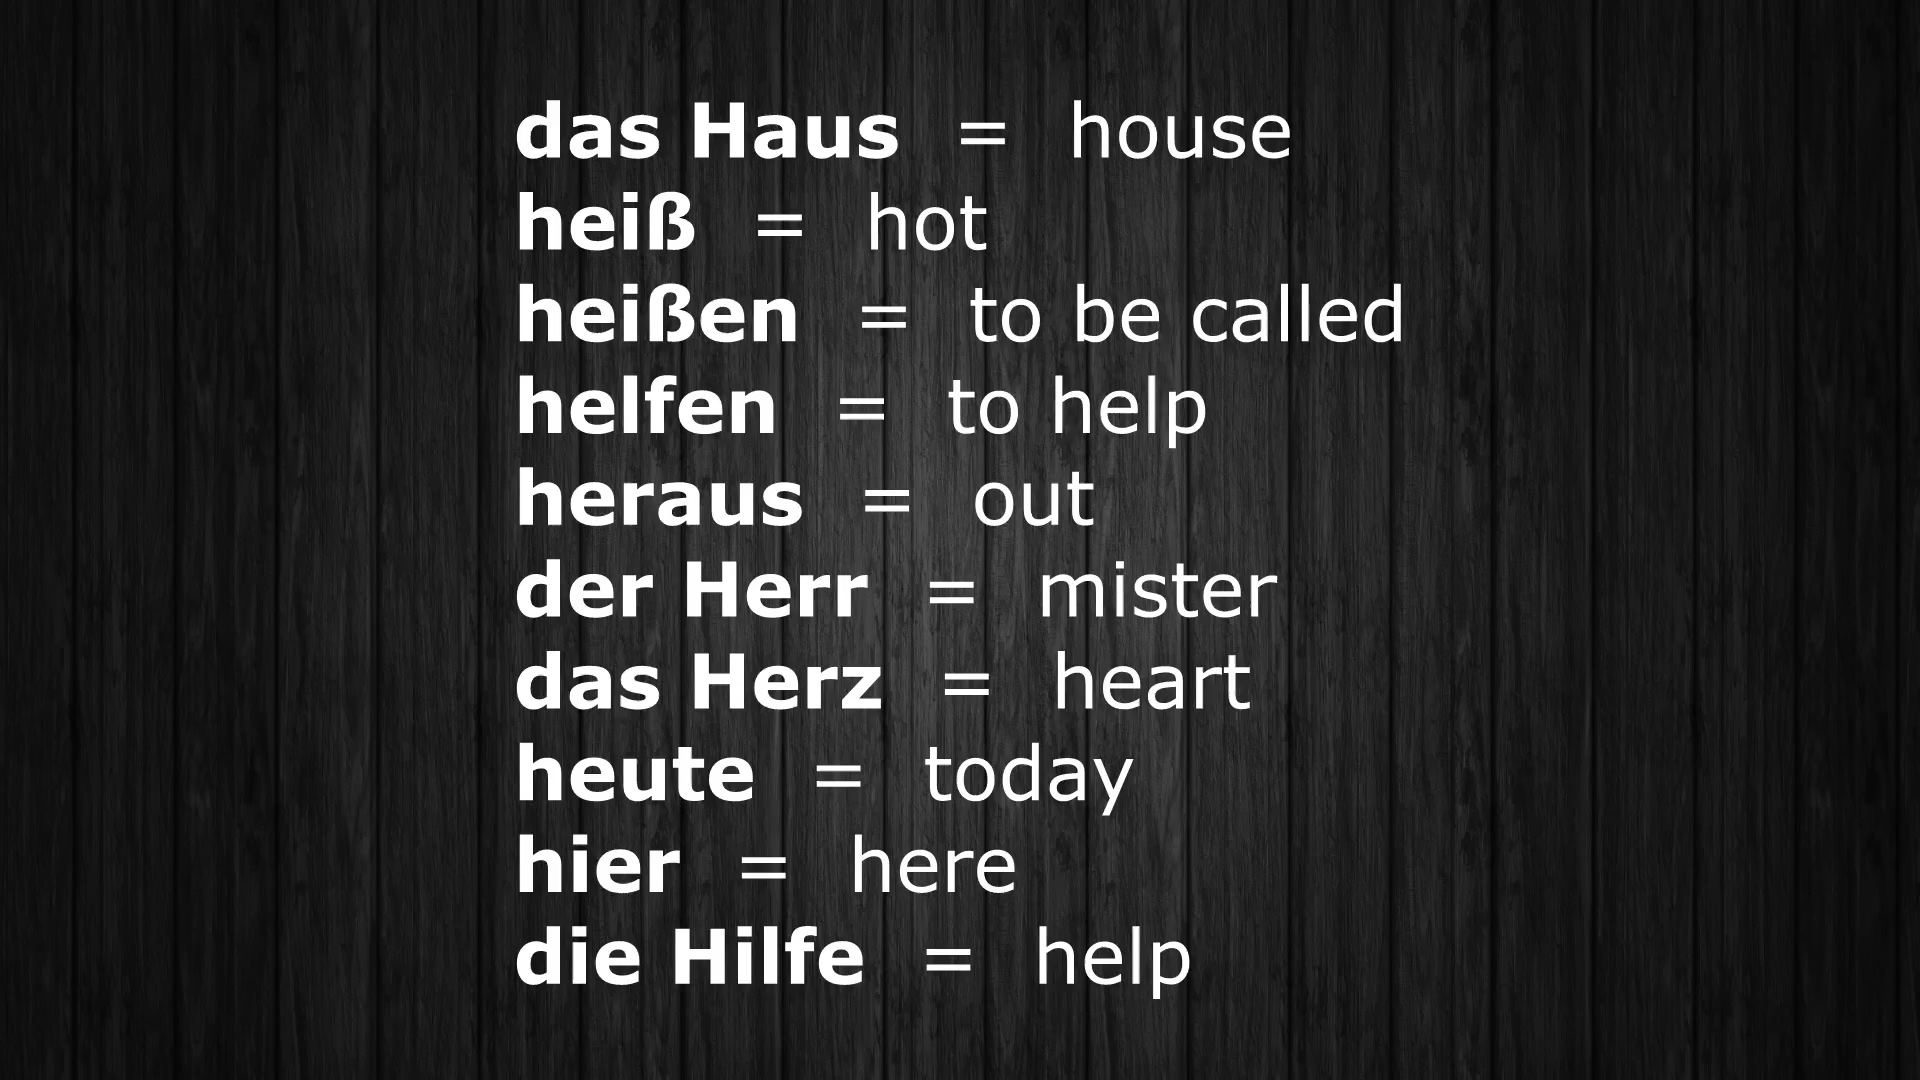 das Haus = house
heiß = hot
heißen = to be called
helfen = to help
heraus = out
der Herr = mister
das Herz = heart
heute = today
hier = here
die Hilfe = help